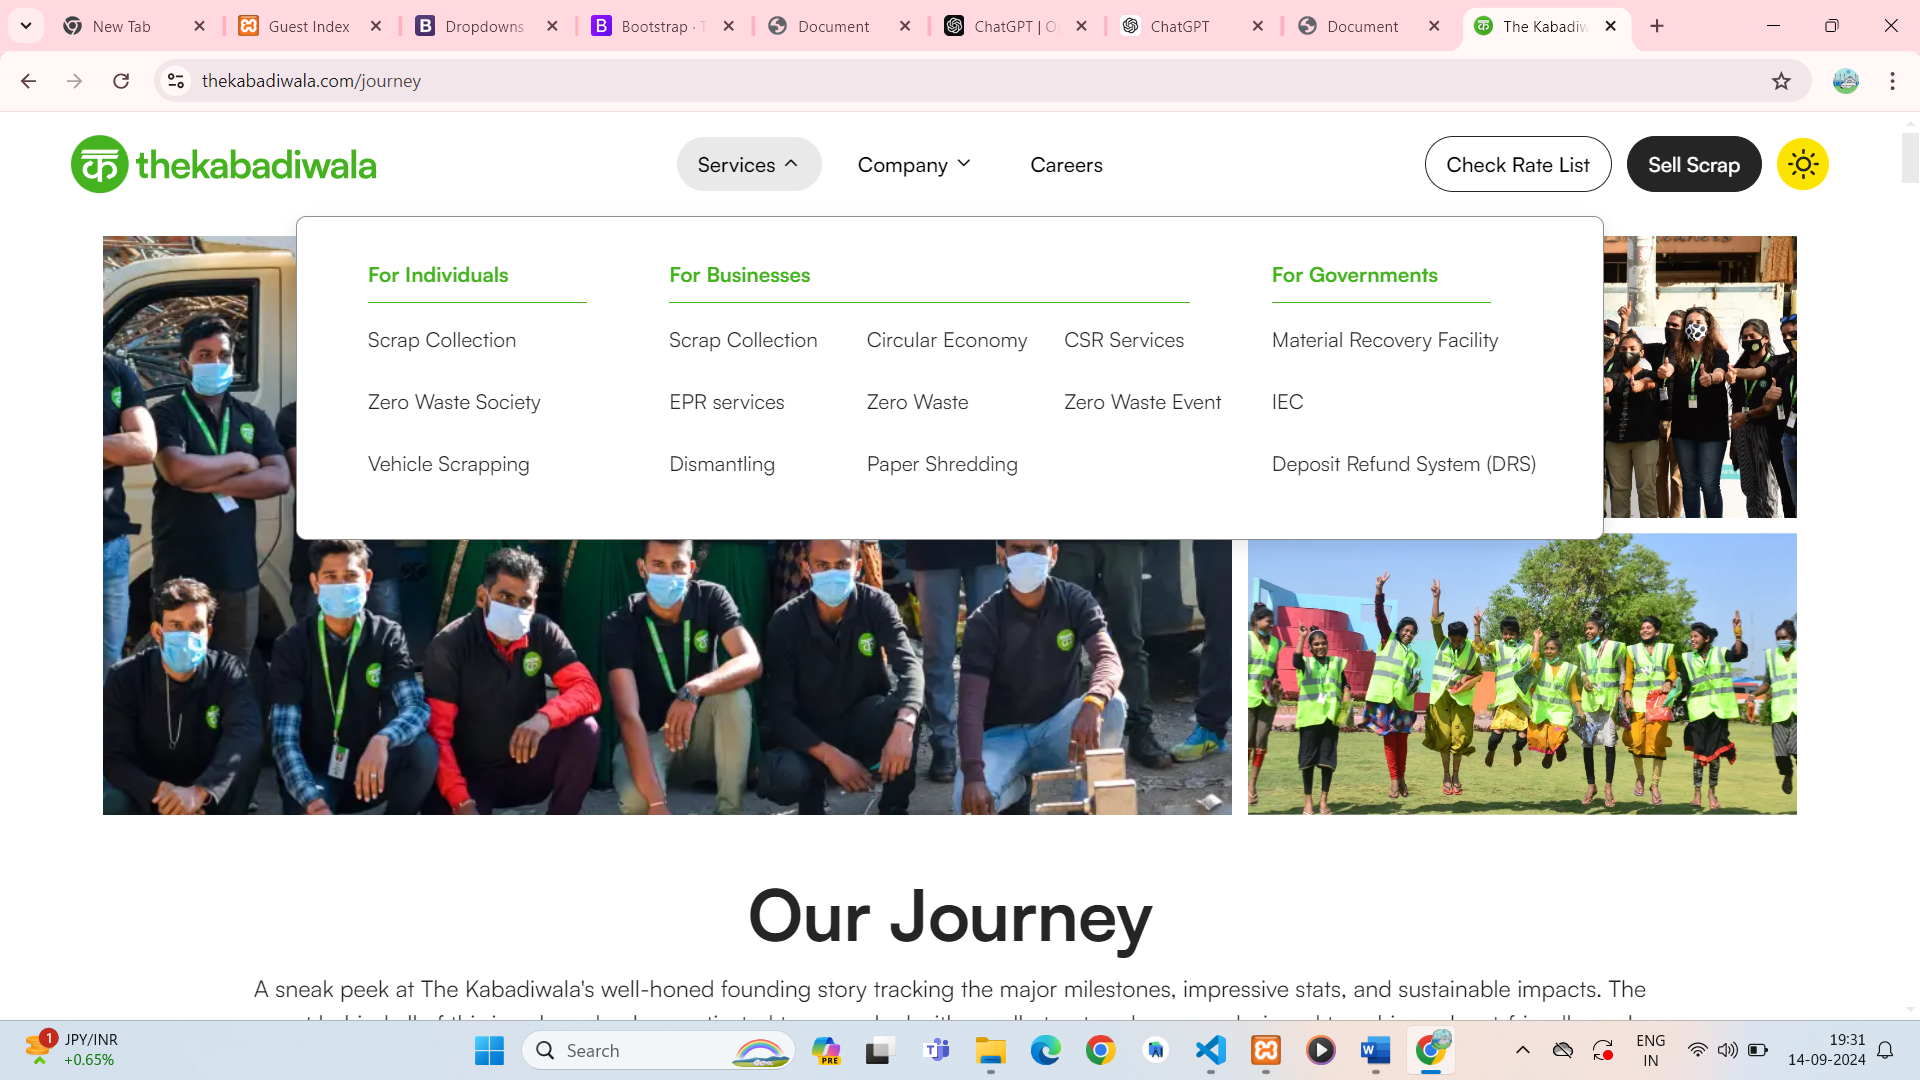 New Tab
Guest Index
Dropdowns
Bootstrap · T
Document
ChatGPT | O
ChatGPT
Document
The Kabadiw
thekabadiwala.com/journey
क thekabadiwala
Services
Company
Careers
Check Rate List
Sell Scrap
For Individuals
For Businesses
For Governments
Scrap Collection
Scrap Collection
Circular Economy
CSR Services
Material Recovery Facility
Zero Waste Society
EPR services
Zero Waste
Zero Waste Event
IEC
Vehicle Scrapping
Dismantling
Paper Shredding
Deposit Refund System (DRS)
Our Journey
A sneak peek at The Kabadiwala's well-honed founding story tracking the major milestones, impressive stats, and sustainable impacts. The
1
JPY/INR
+0.65%
Search
PRE
ENG
IN
19:31
14-09-2024